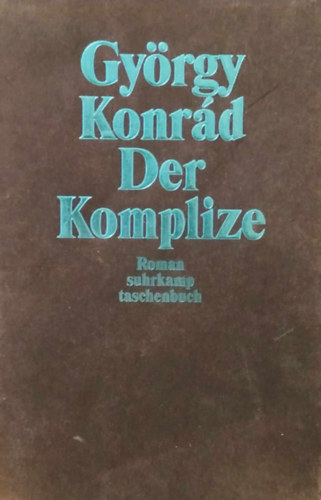 György
Konrád
Der
Komplize
Roman
suhrkamp
taschenbuch